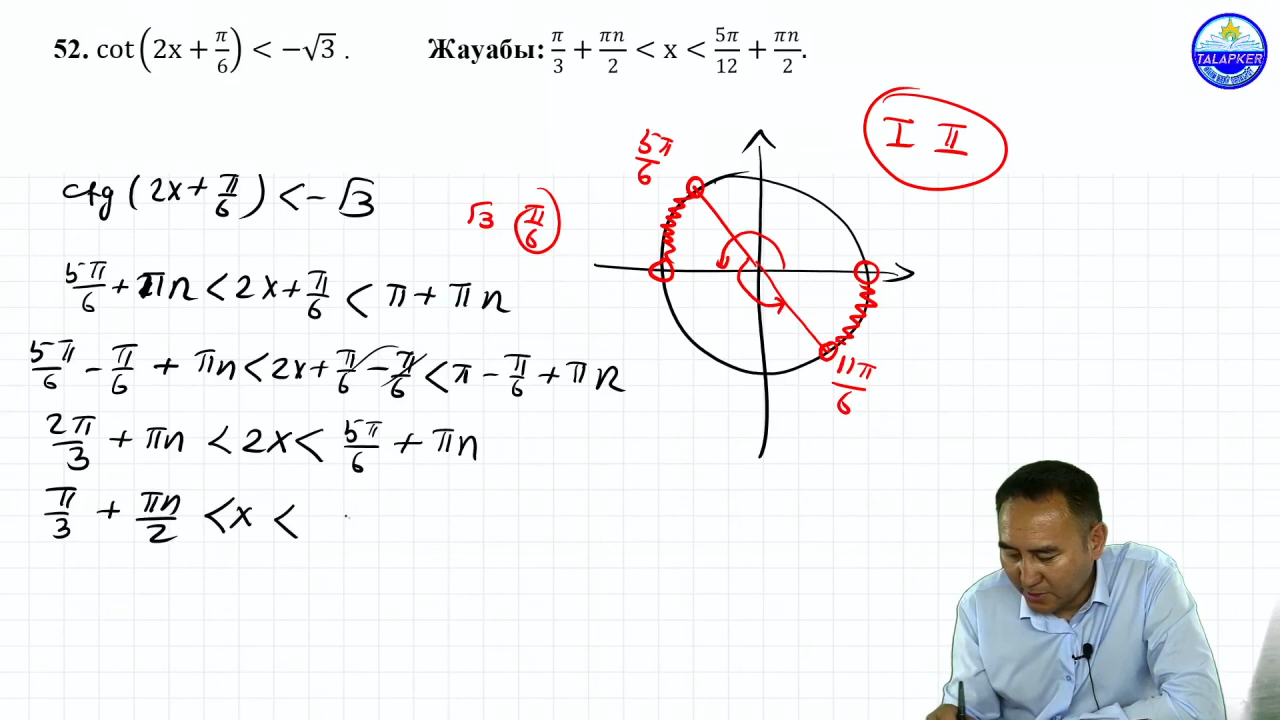 52. cot(2x + π/6) < −√3 . Жауабы: π/3 + πn/2 < x < 5π/12 + πn/2.
TALAPKER
I II
5π/6
ctg (2x + π/6) < −√3
√3 π/6
5π/6 + πn < 2x + π/6 < π + πn
5π/6 − π/6 + πn < 2x + π/6 − π/6 < π − π/6 + πn
11π/6
2π/3 + πn < 2x < 5π/6 + πn
π/3 + πn/2 < x <